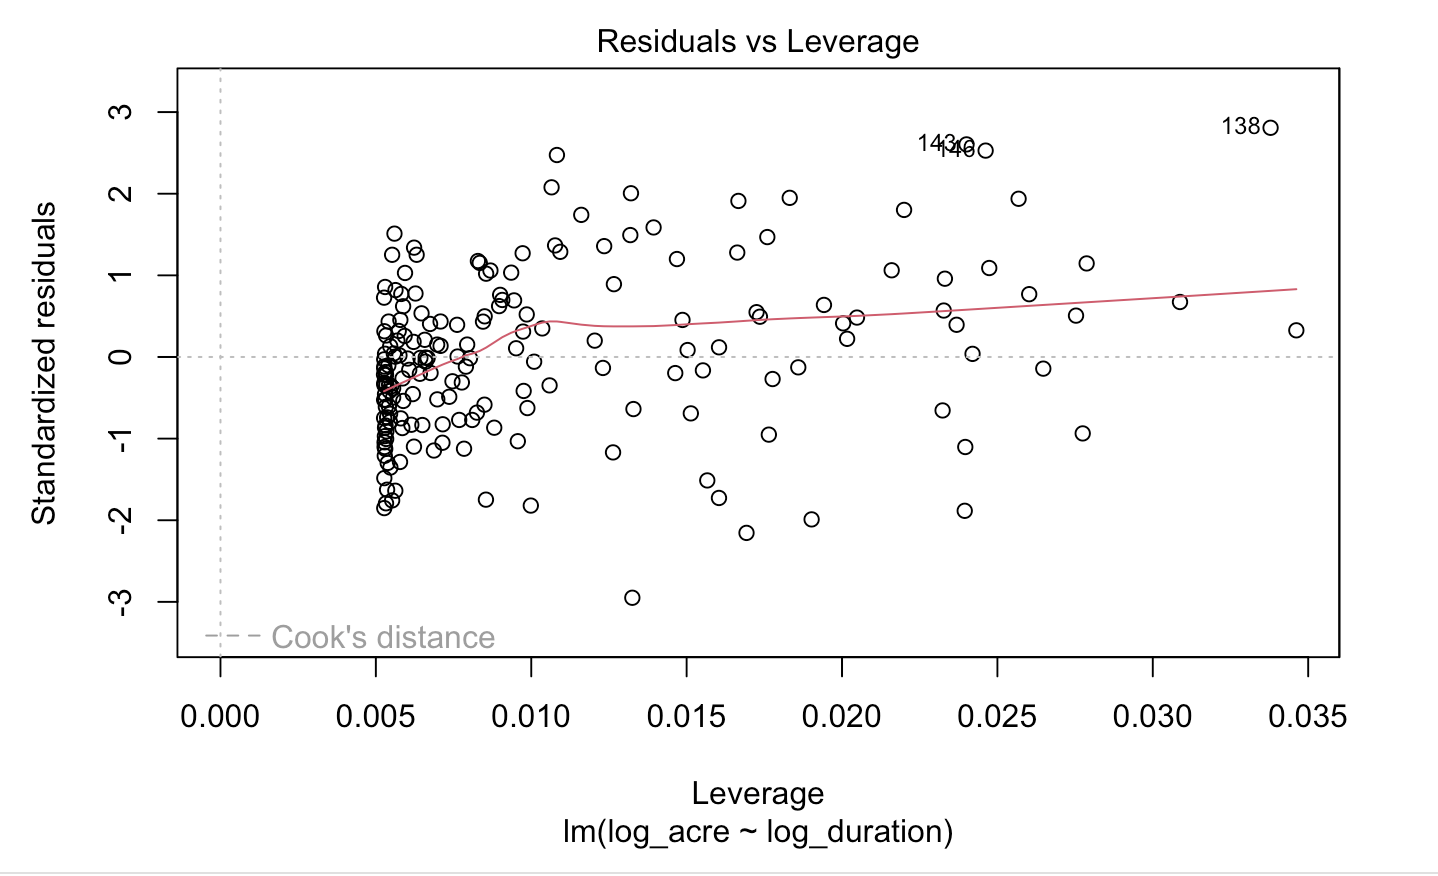 Residuals vs Leverage
Standardized residuals
3
2
1
0
-1
-2
-3
138
143
146
Cook's distance
0.000 0.005 0.010 0.015 0.020 0.025 0.030 0.035
Leverage
lm(log_acre ~ log_duration)